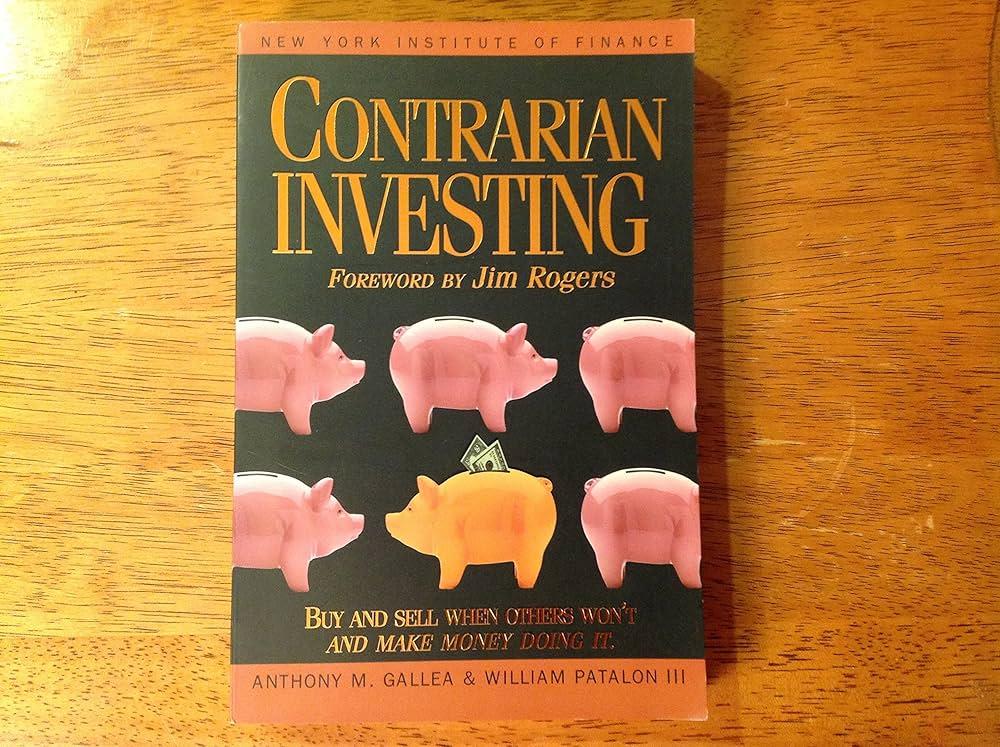 NEW YORK INSTITUTE OF FINANCE
CONTRARIAN
INVESTING
FOREWORD BY Jim Rogers
BUY AND SELL WHEN OTHERS WON'T
AND MAKE MONEY DOING IT.
ANTHONY M. GALLEA & WILLIAM PATALON III